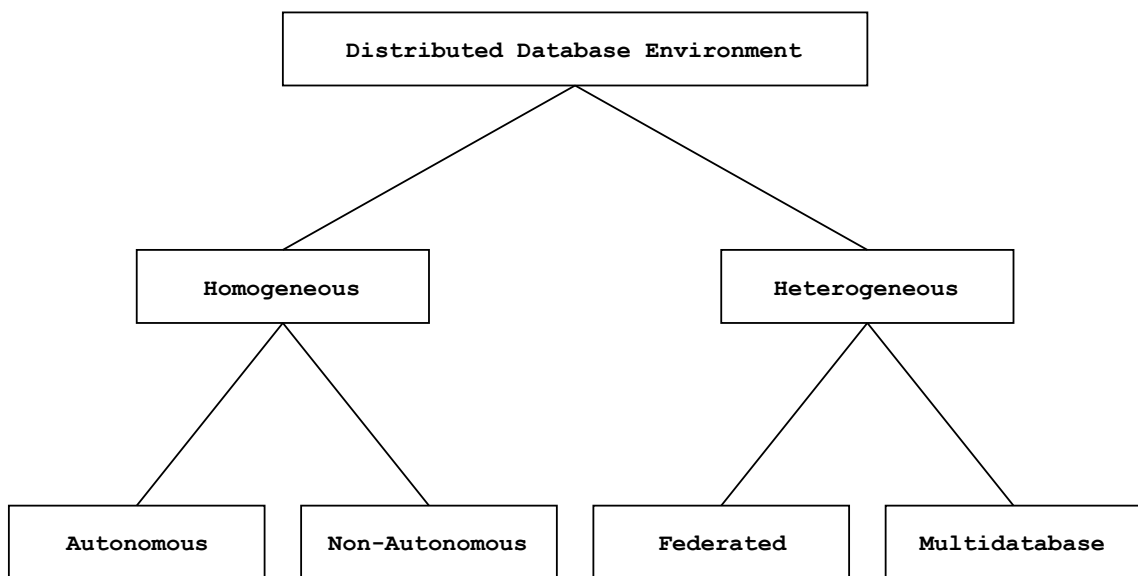 Distributed Database Environment
Homogeneous
Heterogeneous
Autonomous
Non-Autonomous
Federated
Multidatabase